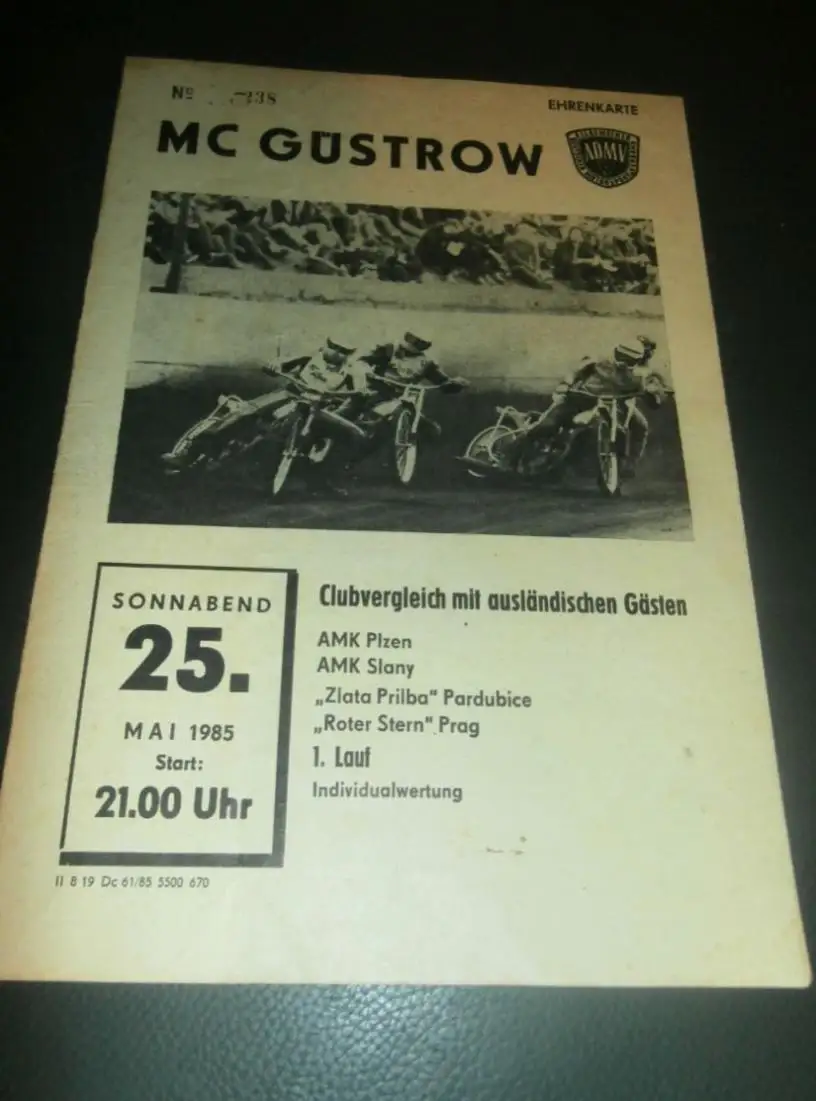 Nº 238
EHRENKARTE
MC GÜSTROW
ADMV
SONNABEND
25.
MAI 1985
Start:
21.00 Uhr
Clubvergleich mit ausländischen Gästen
AMK Plzen
AMK Slany
„Zlata Prilba" Pardubice
„Roter Stern" Prag
1. Lauf
Individualwertung
II 8 19 Dc 61/85 5500 670